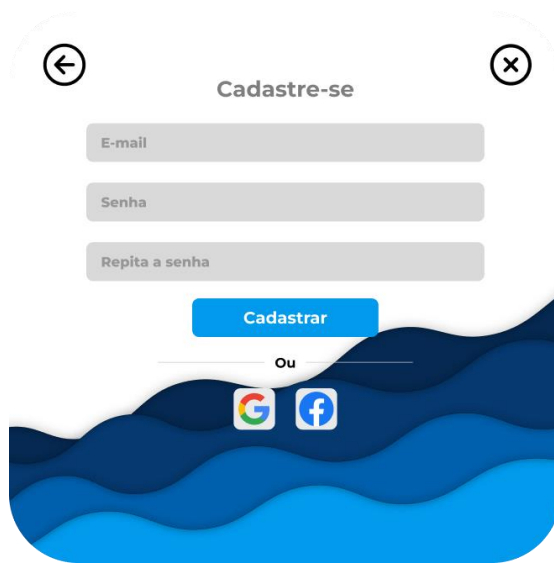 Cadastre-se
E-mail
Senha
Repita a senha
Cadastrar
Ou